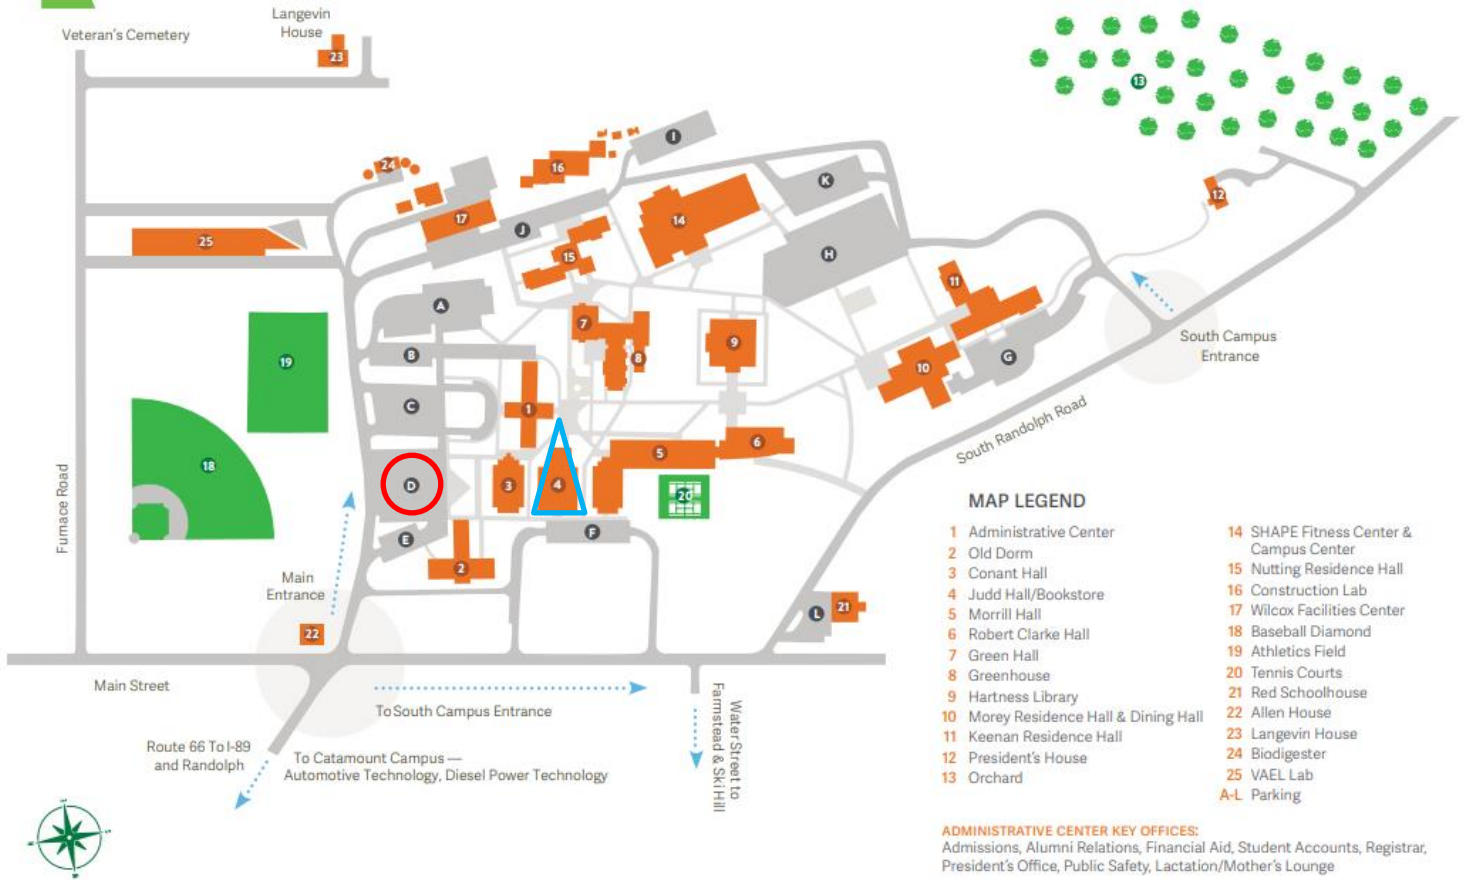 Langevin
House
Veteran's Cemetery
23
13
I
24
16
K
12
17
14
J
25
15
H
11
A
7
South Campus
Entrance
9
B
8
G
19
10
C
1
South Randolph Road
6
5
18
D
3
4
20
Furnace Road
F
E
2
Main
Entrance
L
21
22
Main Street
To South Campus Entrance
Water Street to
Farmstead & Ski Hill
Route 66 To I-89
and Randolph
To Catamount Campus —
Automotive Technology, Diesel Power Technology
MAP LEGEND
1 Administrative Center
2 Old Dorm
3 Conant Hall
4 Judd Hall/Bookstore
5 Morrill Hall
6 Robert Clarke Hall
7 Green Hall
8 Greenhouse
9 Hartness Library
10 Morey Residence Hall & Dining Hall
11 Keenan Residence Hall
12 President's House
13 Orchard
14 SHAPE Fitness Center &
Campus Center
15 Nutting Residence Hall
16 Construction Lab
17 Wilcox Facilities Center
18 Baseball Diamond
19 Athletics Field
20 Tennis Courts
21 Red Schoolhouse
22 Allen House
23 Langevin House
24 Biodigester
25 VAEL Lab
A-L Parking
ADMINISTRATIVE CENTER KEY OFFICES:
Admissions, Alumni Relations, Financial Aid, Student Accounts, Registrar,
President's Office, Public Safety, Lactation/Mother's Lounge